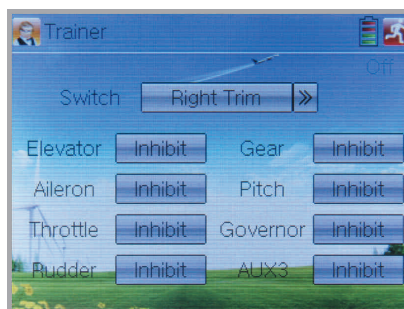 Trainer
Off
Switch Right Trim »
Elevator Inhibit Gear Inhibit
Aileron Inhibit Pitch Inhibit
Throttle Inhibit Governor Inhibit
Rudder Inhibit AUX3 Inhibit